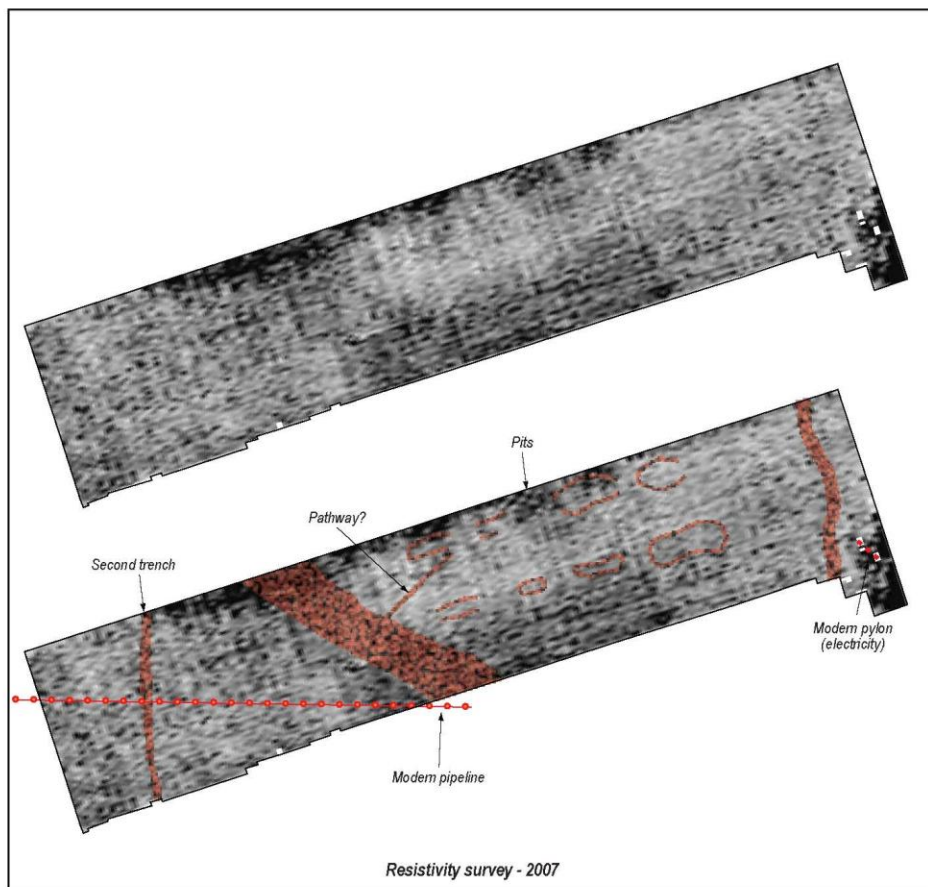 Pits
Pathway?
Second trench
Modern pylon
(electricity)
Modern pipeline
Resistivity survey - 2007